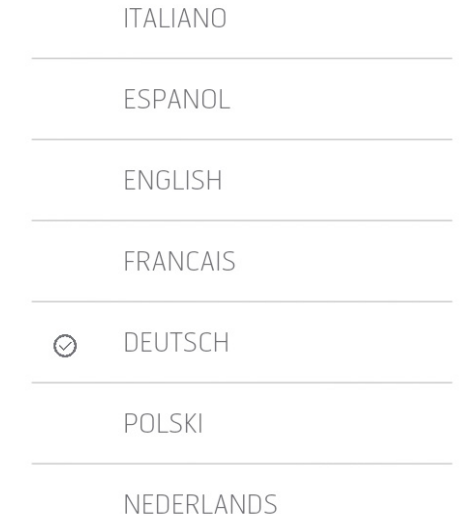 ITALIANO
ESPANOL
ENGLISH
FRANCAIS
DEUTSCH
POLSKI
NEDERLANDS